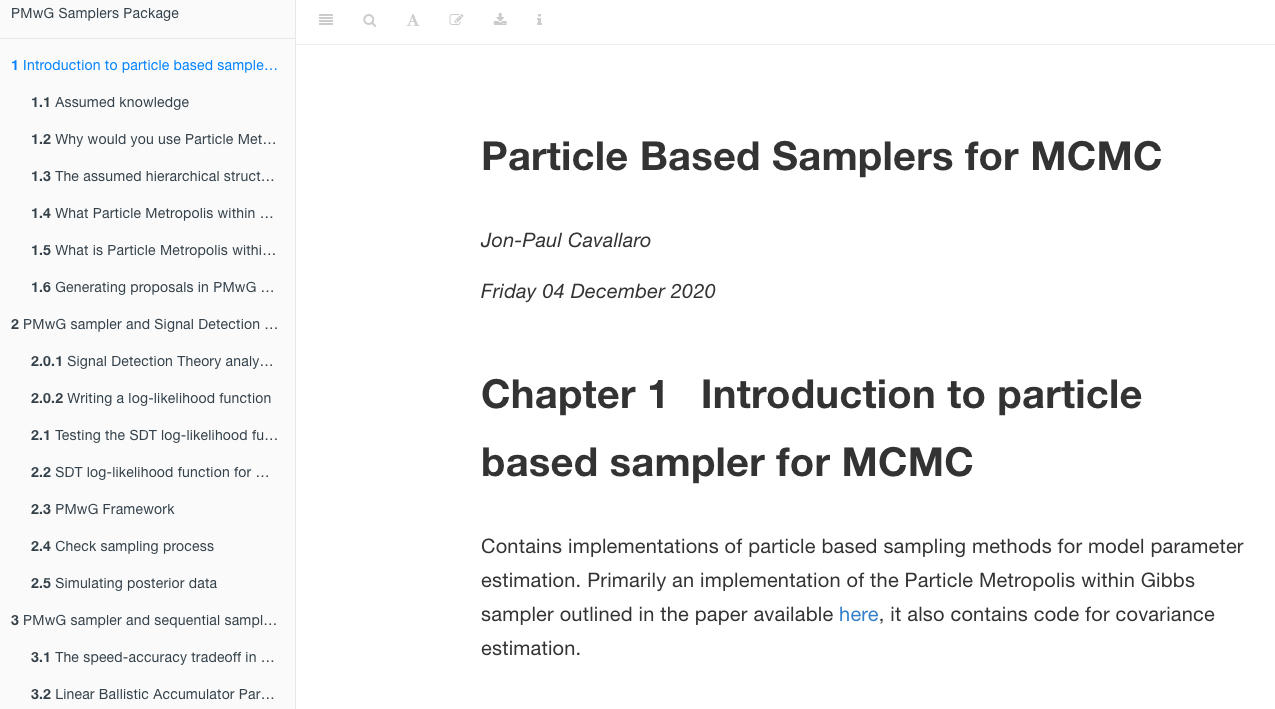 PMwG Samplers Package
1 Introduction to particle based sample…
1.1 Assumed knowledge
1.2 Why would you use Particle Met…
1.3 The assumed hierarchical struct…
1.4 What Particle Metropolis within …
1.5 What is Particle Metropolis withi…
1.6 Generating proposals in PMwG …
2 PMwG sampler and Signal Detection …
2.0.1 Signal Detection Theory analy…
2.0.2 Writing a log-likelihood function
2.1 Testing the SDT log-likelihood fu…
2.2 SDT log-likelihood function for …
2.3 PMwG Framework
2.4 Check sampling process
2.5 Simulating posterior data
3 PMwG sampler and sequential sampl…
3.1 The speed-accuracy tradeoff in …
3.2 Linear Ballistic Accumulator Par…
A
Particle Based Samplers for MCMC
Jon-Paul Cavallaro
Friday 04 December 2020
Chapter 1 Introduction to particle
based sampler for MCMC
Contains implementations of particle based sampling methods for model parameter
estimation. Primarily an implementation of the Particle Metropolis within Gibbs
sampler outlined in the paper available here, it also contains code for covariance
estimation.